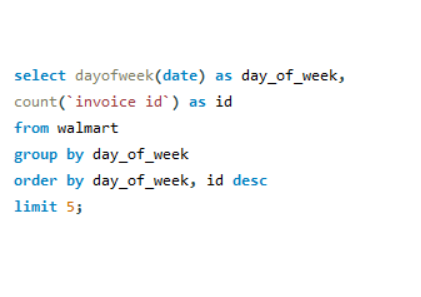 select dayofweek(date) as day_of_week,
count(`invoice id`) as id
from walmart
group by day_of_week
order by day_of_week, id desc
limit 5;